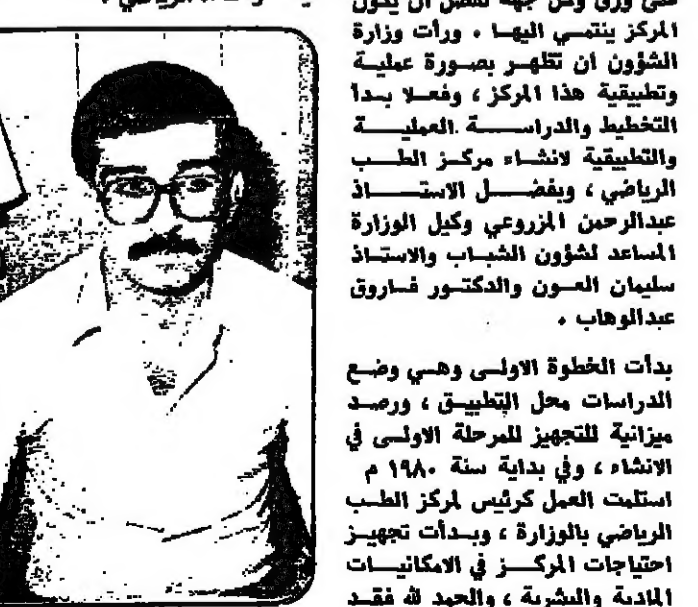 المركز ينتمي اليها ٠ ورأت وزارة
الشؤون ان تظهر بصورة عملية
وتطبيقية هذا المركز ، وفعلا بدأ
التخطيط والدراسة العملية
والتطبيقية لانشاء مركز الطب
الرياضي ، وبفضل الاستاذ
عبدالرحمن المزروعي وكيل الوزارة
المساعد لشؤون الشباب والاستاذ
سليمان العون والدكتور فاروق
عبدالوهاب ٠
بدأت الخطوة الاولى وهي وضع
الدراسات محل التطبيق ، ورصد
ميزانية للتجهيز للمرحلة الاولى في
الانشاء ، وفي بداية سنة ١٩٨٠ م
استلمت العمل كرئيس لمركز الطب
الرياضي بالوزارة ، وبدأت تجهيز
احتياجات المركز في الامكانيات
المادية والبشرية ، والحمد لله فقد